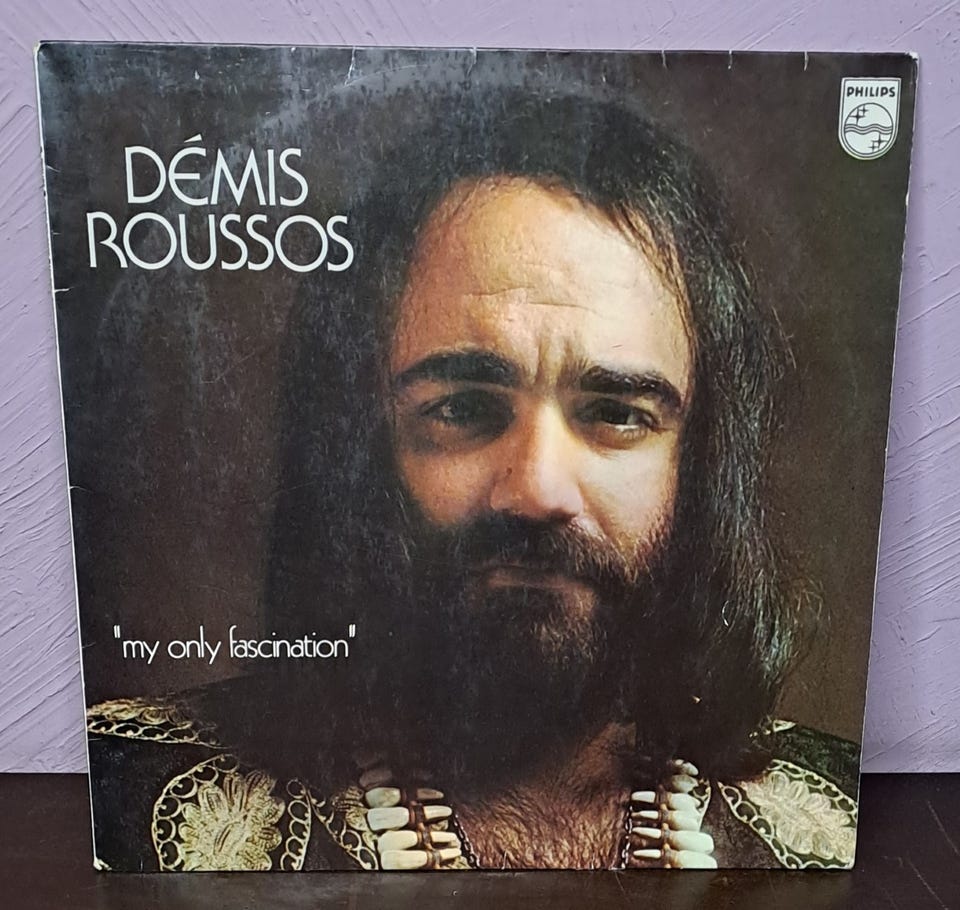 PHILIPS
DÉMIS
ROUSSOS
"my only fascination"